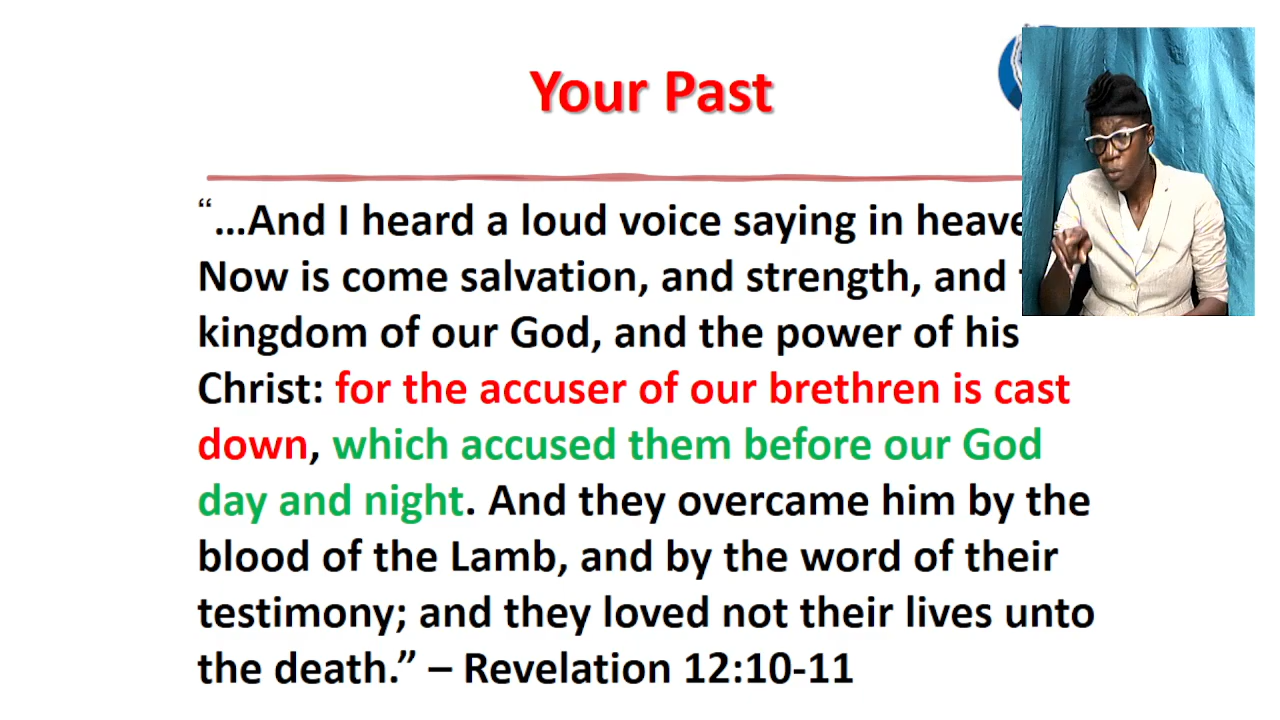 Your Past
“…And I heard a loud voice saying in
Now is come salvation, and strength, and
kingdom of our God, and the power of his
Christ: for the accuser of our brethren is cast
down, which accused them before our God
day and night. And they overcame him by the
blood of the Lamb, and by the word of their
testimony; and they loved not their lives unto
the death.” – Revelation 12:10-11